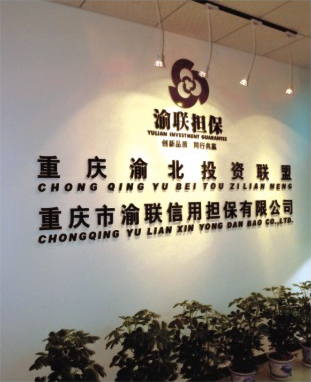 渝联担保
YULIAN INVESTMENT GUARANTEE
创新品质 同行共赢
重庆渝北投资联盟
CHONG QING YU BEI TOU ZI LIAN MENG
重庆市渝联信用担保有限公司
CHONGQING YU LIAN XIN YONG DAN BAO CO.,LTD.